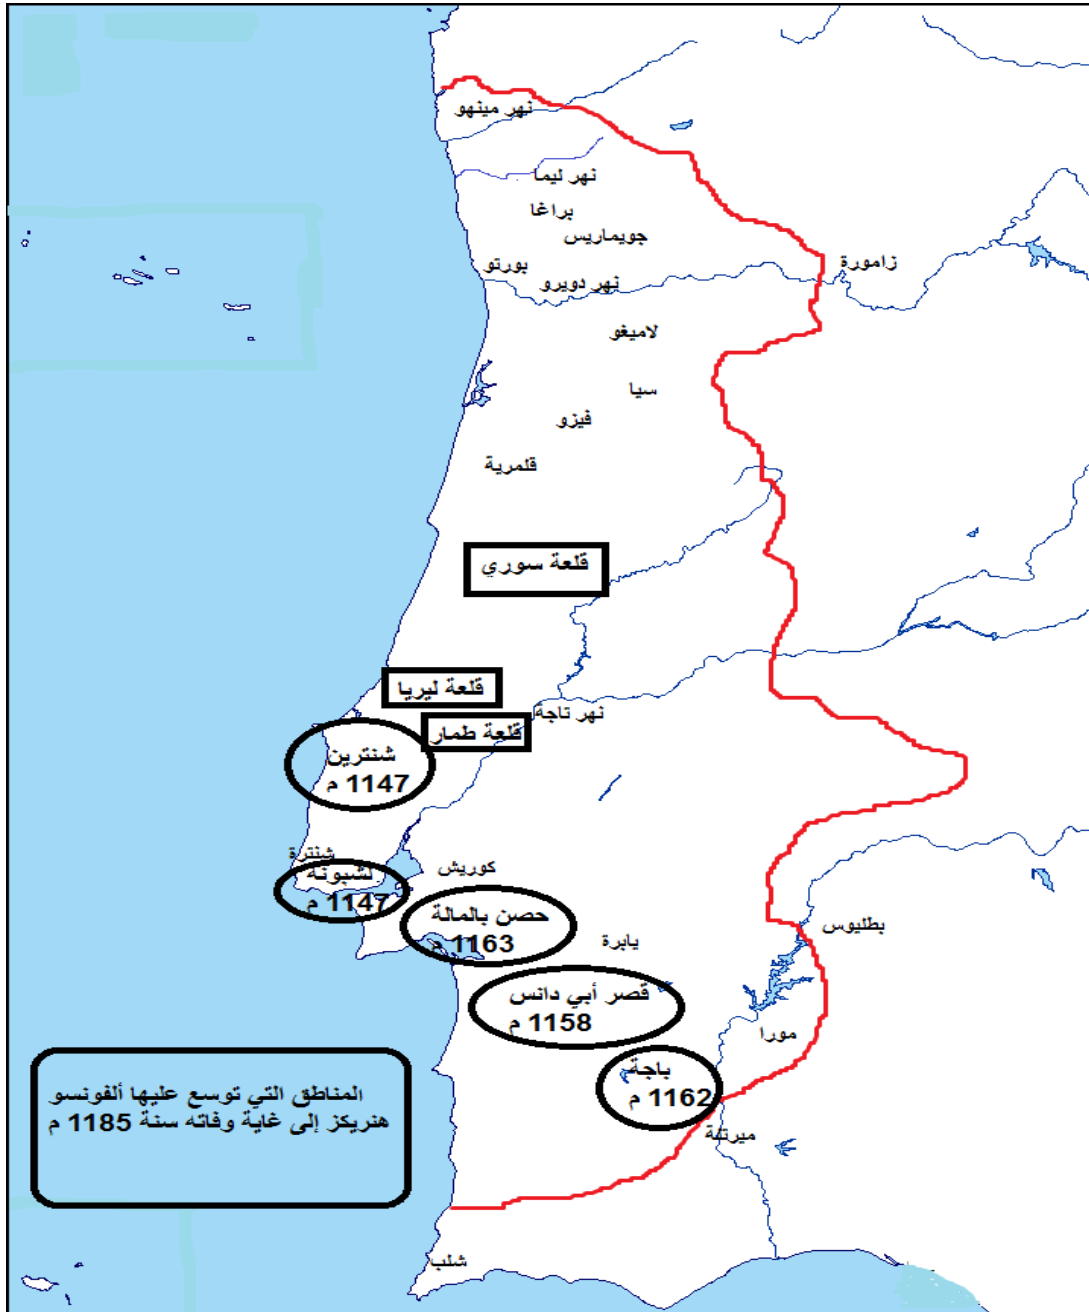 نهر مينهو
نهر ليما
براغا
جويماريس
بورتو
زامورة
نهر دويرو
لاميغو
سيا
فيزو
قلمرية
قلعة سوري
قلعة ليريا
نهر تاجة
قلعة طمار
شنترين
1147 م
شنترة
لشبونة
1147 م
كوريش
حصن بالمالة
1163 م
بطليوس
يابرة
قصر أبي دانس
1158 م
مورا
باجة
1162 م
ميرتلة
المناطق التي توسع عليها ألفونسو
هنريكز إلى غاية وفاته سنة 1185 م
شلب